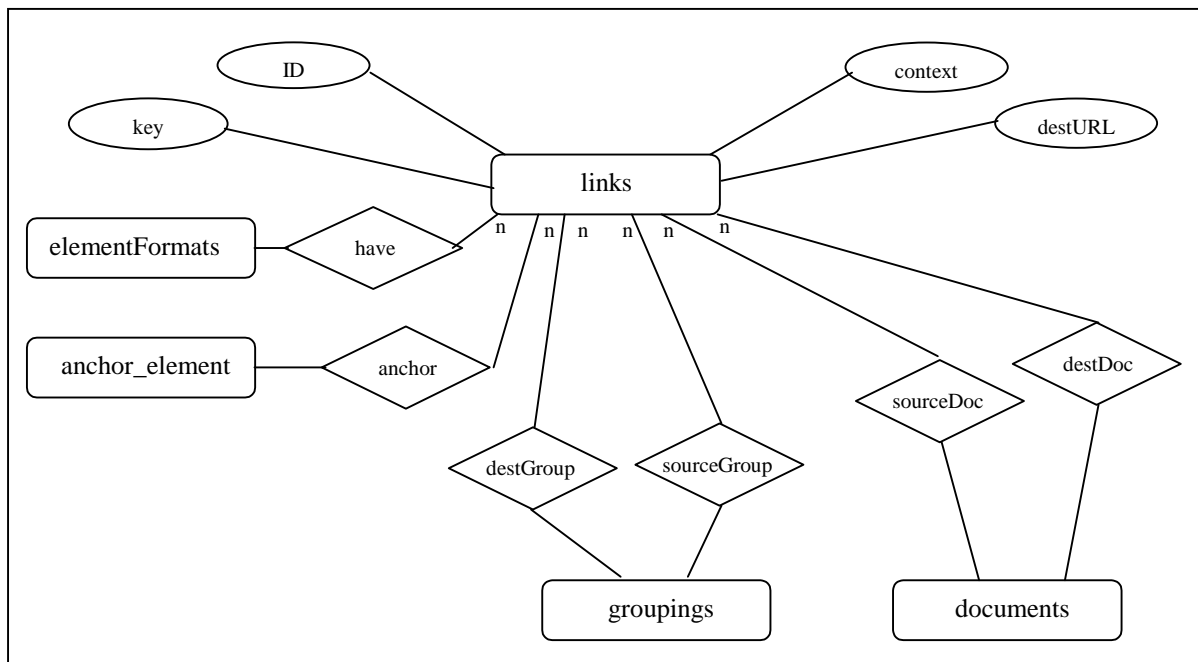 ID
context
key
destURL
links
n n n n n n
elementFormats
have
anchor_element
anchor
destDoc
sourceDoc
destGroup
sourceGroup
groupings
documents